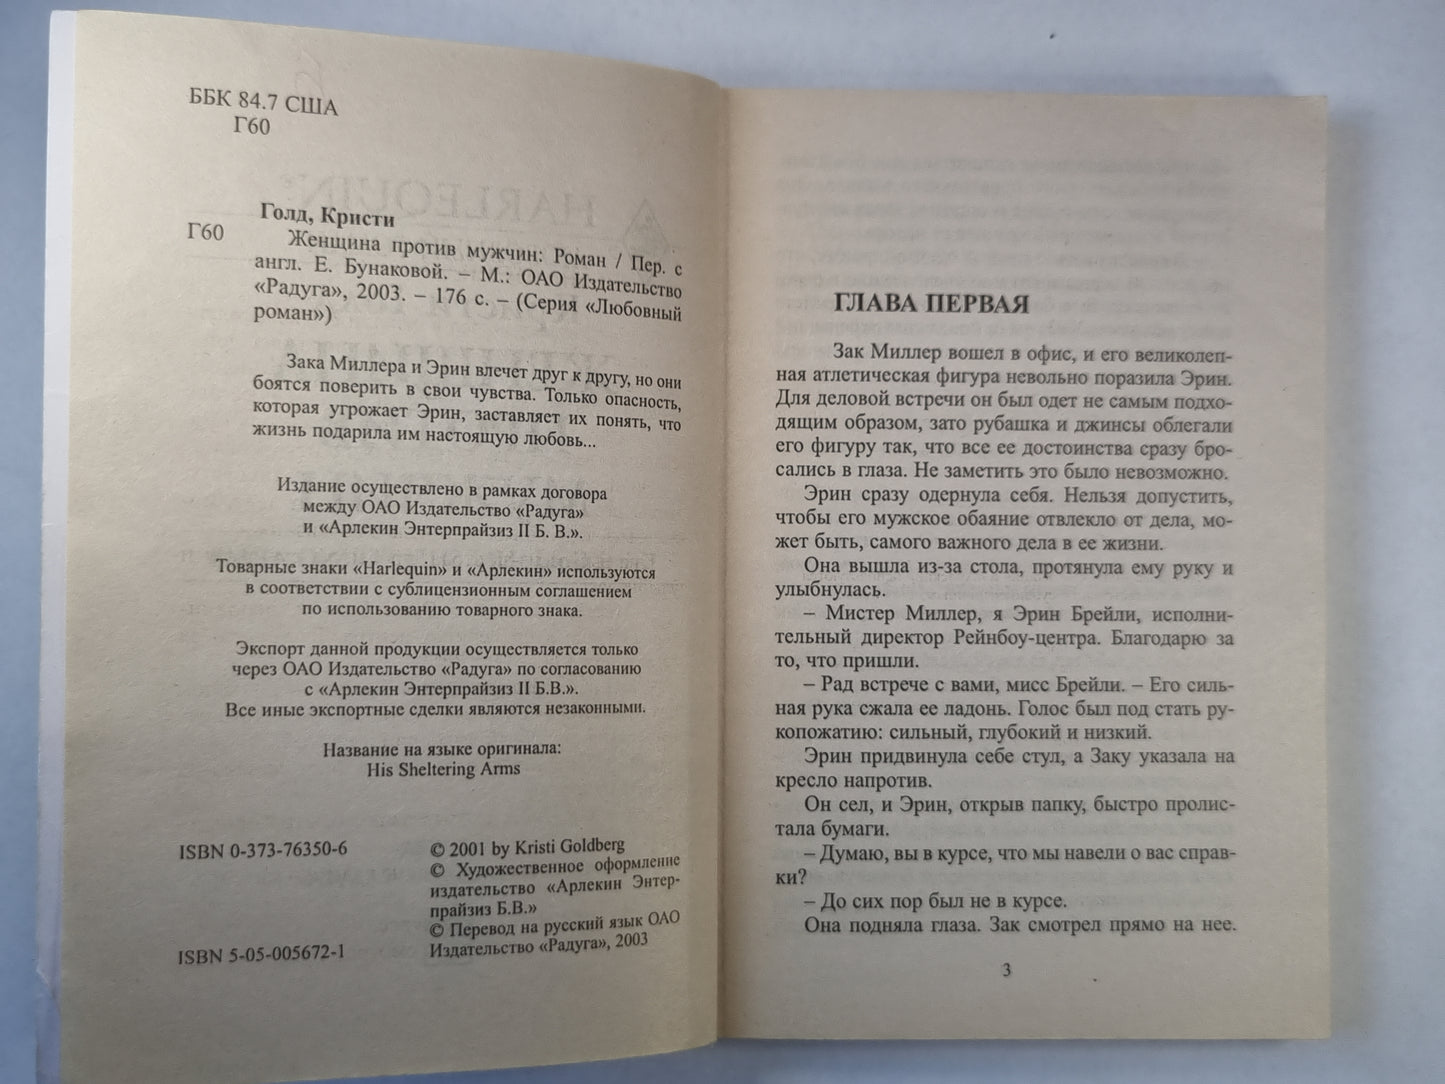 ББК 84.7 США
Г60
Голд, Кристи
Г60 Женщина против мужчин: Роман / Пер. с
англ. Е. Бунаковой. – М.: ОАО Издательство
«Радуга», 2003. – 176 с. – (Серия «Любовный
роман»)
Зака Миллера и Эрин влечет друг к другу, но они
боятся поверить в свои чувства. Только опасность,
которая угрожает Эрин, заставляет их понять, что
жизнь подарила им настоящую любовь...
Издание осуществлено в рамках договора
между ОАО Издательство «Радуга»
и «Арлекин Энтерпрайзиз II Б. В.».
Товарные знаки «Harlequin» и «Арлекин» используются
в соответствии с сублицензионным соглашением
по использованию товарного знака.
Экспорт данной продукции осуществляется только
через ОАО Издательство «Радуга» по согласованию
с «Арлекин Энтерпрайзиз II Б.В.».
Все иные экспортные сделки являются незаконными.
Название на языке оригинала:
His Sheltering Arms
ISBN 0-373-76350-6
© 2001 by Kristi Goldberg
© Художественное оформление
издательство «Арлекин Энтер-
прайзиз Б.В.»
© Перевод на русский язык ОАО
Издательство «Радуга», 2003
ISBN 5-05-005672-1
ГЛАВА ПЕРВАЯ
Зак Миллер вошел в офис, и его великолеп-
ная атлетическая фигура невольно поразила Эрин.
Для деловой встречи он был одет не самым подхо-
дящим образом, зато рубашка и джинсы облегали
его фигуру так, что все ее достоинства сразу бро-
сались в глаза. Не заметить это было невозможно.
Эрин сразу одернула себя. Нельзя допустить,
чтобы его мужское обаяние отвлекло от дела, мо-
жет быть, самого важного дела в ее жизни.
Она вышла из-за стола, протянула ему руку и
улыбнулась.
– Мистер Миллер, я Эрин Брейли, исполни-
тельный директор Рейнбоу-центра. Благодарю за
то, что пришли.
– Рад встрече с вами, мисс Брейли. – Его силь-
ная рука сжала ее ладонь. Голос был под стать ру-
копожатию: сильный, глубокий и низкий.
Эрин придвинула себе стул, а Заку указала на
кресло напротив.
Он сел, и Эрин, открыв папку, быстро пролис-
тала бумаги.
– Думаю, вы в курсе, что мы навели о вас справ-
ки?
– До сих пор был не в курсе.
Она подняла глаза. Зак смотрел прямо на нее.
3